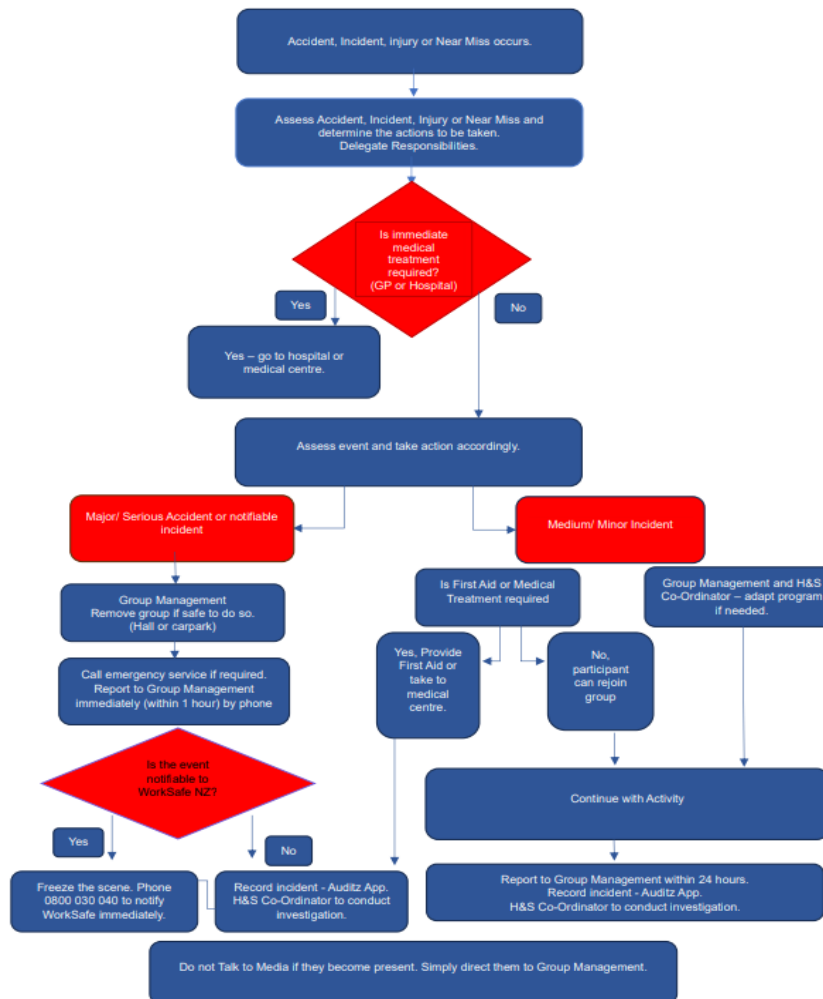 Accident, Incident, injury or Near Miss occurs.
Assess Accident, Incident, Injury or Near Miss and
determine the actions to be taken.
Delegate Responsibilities.
Is immediate
medical
treatment
required?
(GP or Hospital)
Yes
No
Yes – go to hospital or
medical centre.
Assess event and take action accordingly.
Major/ Serious Accident or notifiable
incident
Medium/ Minor Incident
Group Management
Remove group if safe to do so.
(Hall or carpark)
Is First Aid or Medical
Treatment required
Group Management and H&S
Co-Ordinator – adapt program
if needed.
Call emergency service if required.
Report to Group Management
immediately (within 1 hour) by phone
Yes, Provide
First Aid or
take to
medical
centre.
No,
participant
can rejoin
group
Is the event
notifiable to
WorkSafe NZ?
Continue with Activity
Yes
No
Freeze the scene. Phone
0800 030 040 to notify
WorkSafe immediately.
Record incident - Auditz App.
H&S Co-Ordinator to conduct
investigation.
Report to Group Management within 24 hours.
Record incident - Auditz App.
H&S Co-Ordinator to conduct investigation.
Do not Talk to Media if they become present. Simply direct them to Group Management.